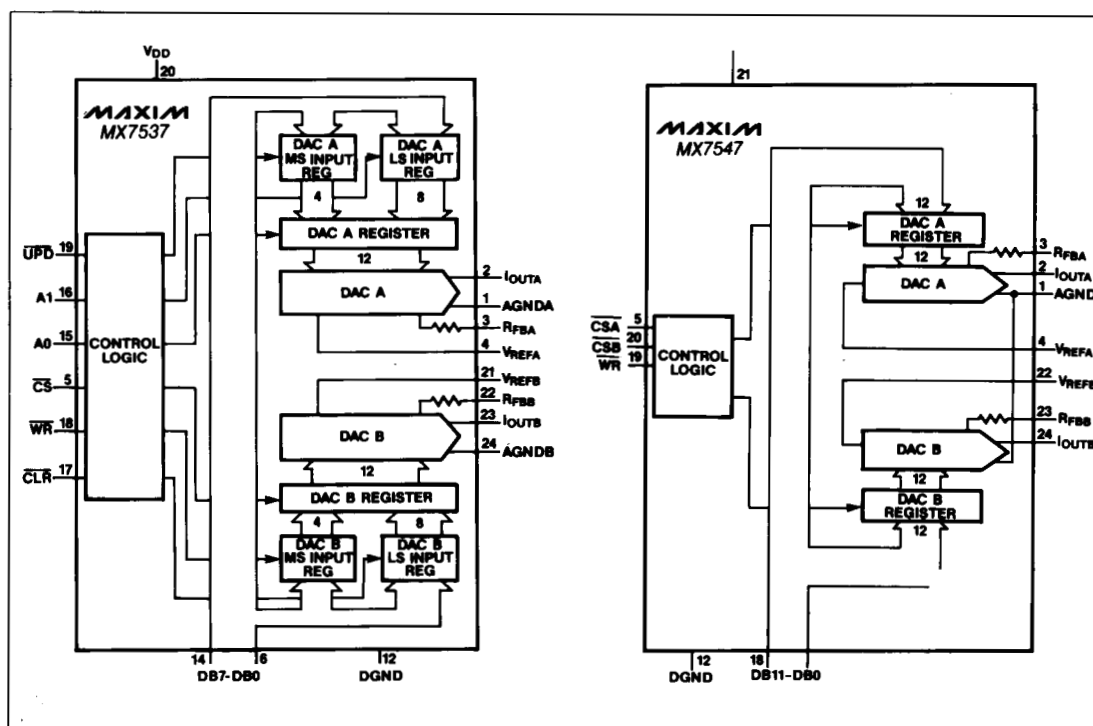 VDD
20
MAXIM
MX7537
DAC A
MS INPUT
REG
DAC A
LS INPUT
REG
4
8
DAC A REGISTER
12
DAC A
2 IOUTA
1 AGNDA
3 RFBA
4 VREFA
UPD 19
A1 16
A0 15
CS 5
WR 18
CLR 17
CONTROL
LOGIC
21 VREFB
22 RFBB
23 IOUTB
24 AGNDB
DAC B
12
DAC B REGISTER
4
8
DAC B
MS INPUT
REG
DAC B
LS INPUT
REG
14
6
DB7-DB0
12
DGND
21
MAXIM
MX7547
12
DAC A
REGISTER
12
DAC A
3 RFBA
2 IOUTA
1 AGND
4 VREFA
CSA 5
CSB 20
WR 19
CONTROL
LOGIC
22 VREFB
23 RFBB
24 IOUTB
DAC B
12
DAC B
REGISTER
12
12
DGND
18
DB11-DB0